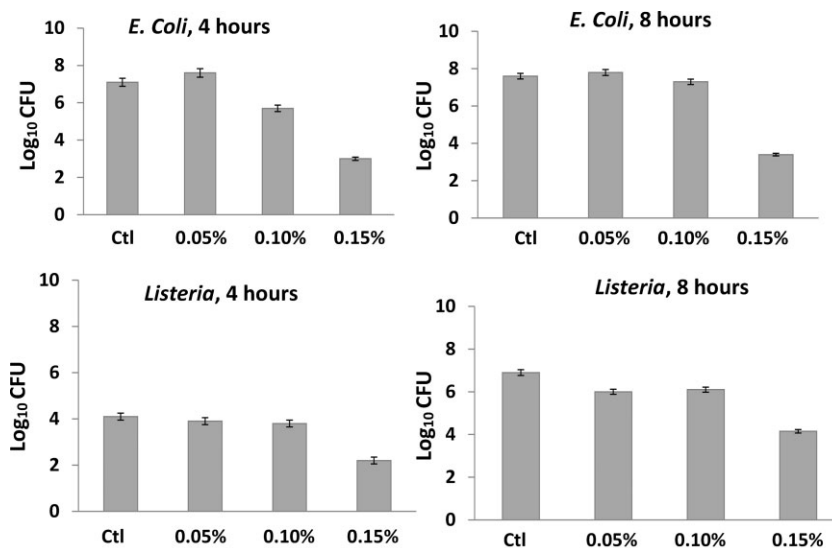 E. Coli, 4 hours
10
8
6
4
2
0
Log₁₀ CFU
Ctl 0.05% 0.10% 0.15%
E. Coli, 8 hours
10
8
6
4
2
0
Log₁₀ CFU
Ctl 0.05% 0.10% 0.15%
Listeria, 4 hours
10
8
6
4
2
0
Log₁₀ CFU
Ctl 0.05% 0.10% 0.15%
Listeria, 8 hours
10
8
6
4
2
0
Log₁₀ CFU
Ctl 0.05% 0.10% 0.15%